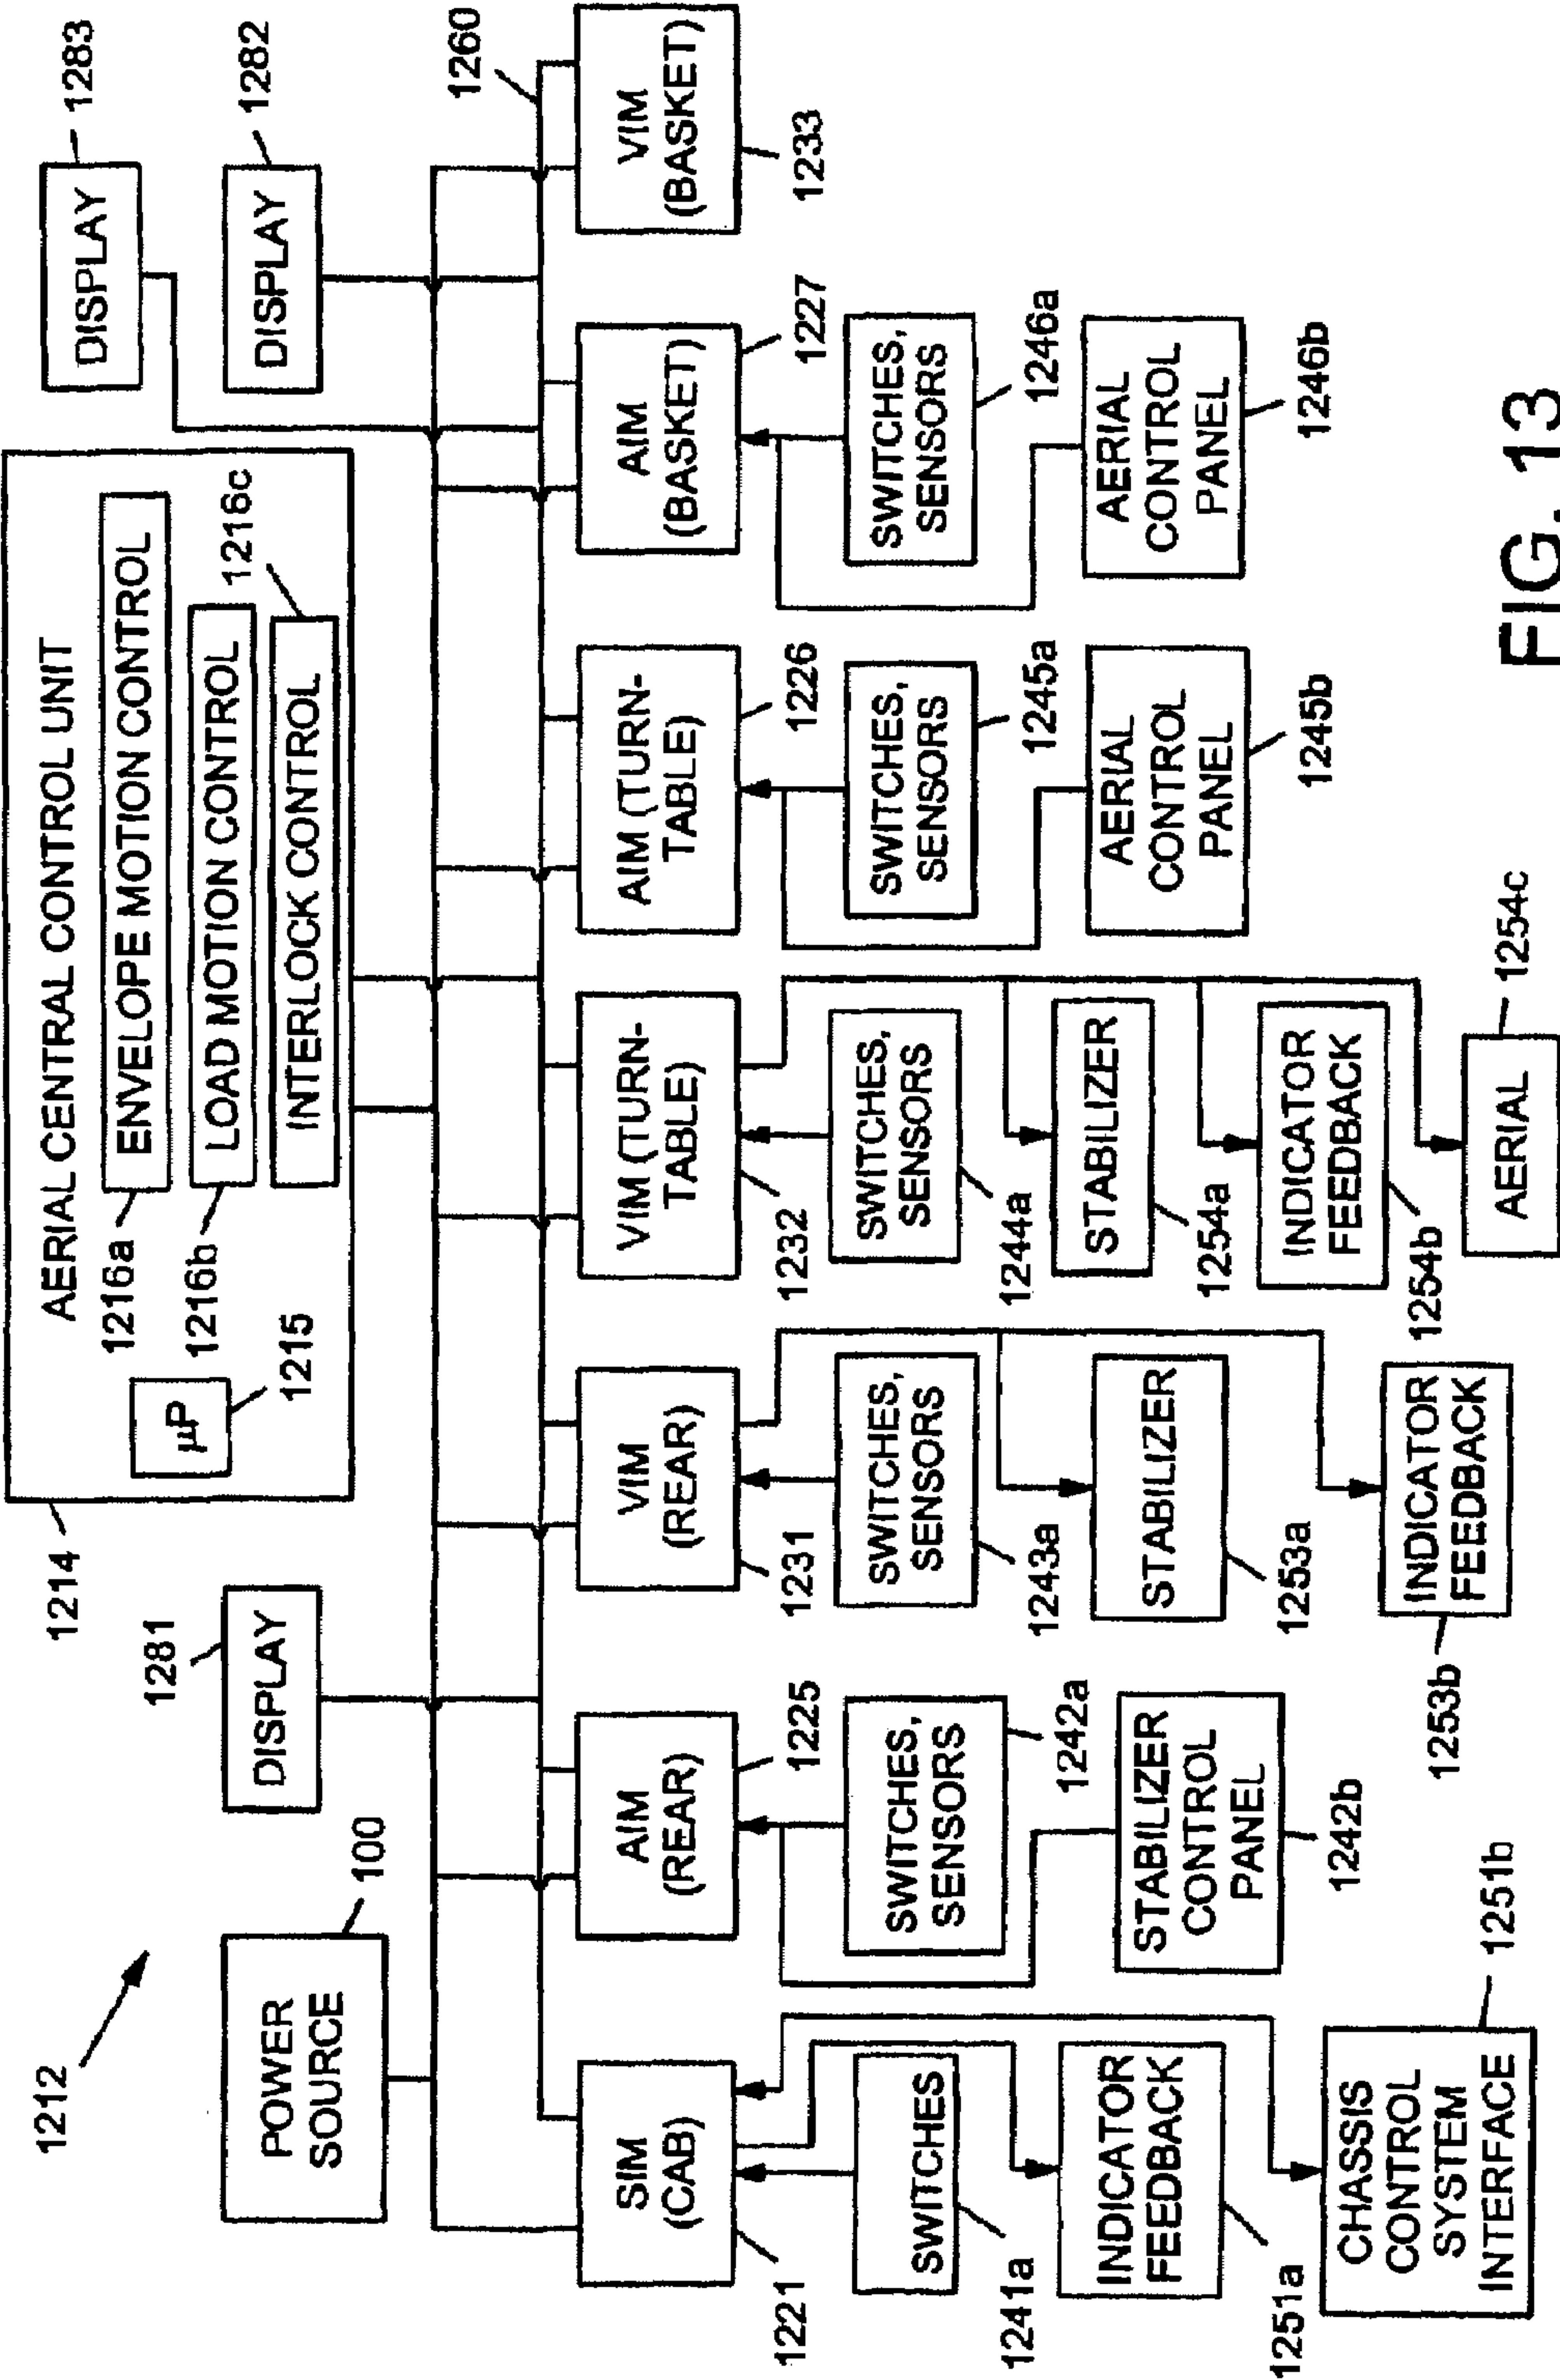 1212
POWER
SOURCE
100
DISPLAY
1281
1214
AERIAL CENTRAL CONTROL UNIT
µP
1215
1216a
ENVELOPE MOTION CONTROL
1216b
LOAD MOTION CONTROL
INTERLOCK CONTROL
1216c
DISPLAY
1283
DISPLAY
1282
1260
SIM
(CAB)
1221
SWITCHES
1241a
INDICATOR
FEEDBACK
1251a
CHASSIS
CONTROL
SYSTEM
INTERFACE
1251b
AIM
(REAR)
1225
SWITCHES,
SENSORS
1242a
STABILIZER
CONTROL
PANEL
1242b
VIM
(REAR)
1231
SWITCHES,
SENSORS
1243a
STABILIZER
1253a
INDICATOR
FEEDBACK
1253b
VIM (TURN-
TABLE)
1232
SWITCHES,
SENSORS
1244a
STABILIZER
1254a
INDICATOR
FEEDBACK
1254b
AERIAL
1254c
AIM (TURN-
TABLE)
1226
SWITCHES,
SENSORS
1245a
AERIAL
CONTROL
PANEL
1245b
AIM
(BASKET)
1227
SWITCHES,
SENSORS
1246a
AERIAL
CONTROL
PANEL
1246b
VIM
(BASKET)
1233
FIG. 13